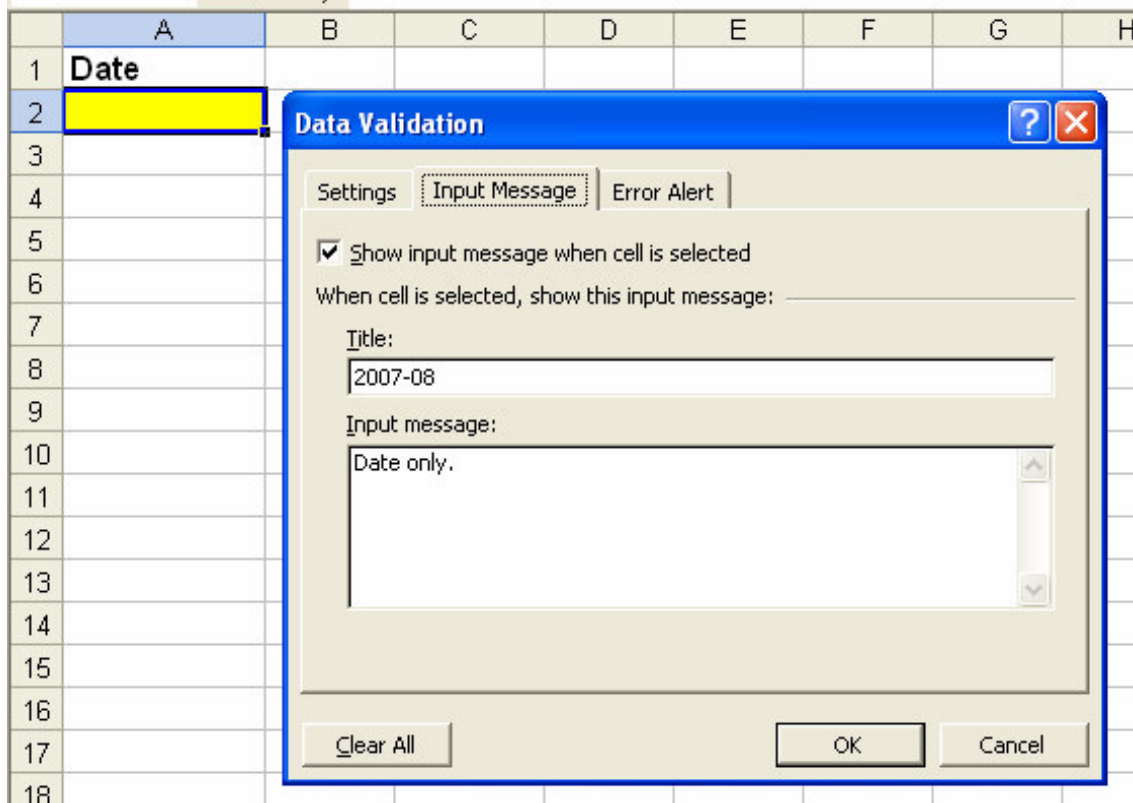 A B C D E F G H
1 Date
2
Data Validation ?
3
4 Settings Input Message Error Alert
5 Show input message when cell is selected
6 When cell is selected, show this input message:
7 Title:
8 2007-08
9 Input message:
10 Date only.
11
12
13
14
15
16
17 Clear All OK Cancel
18